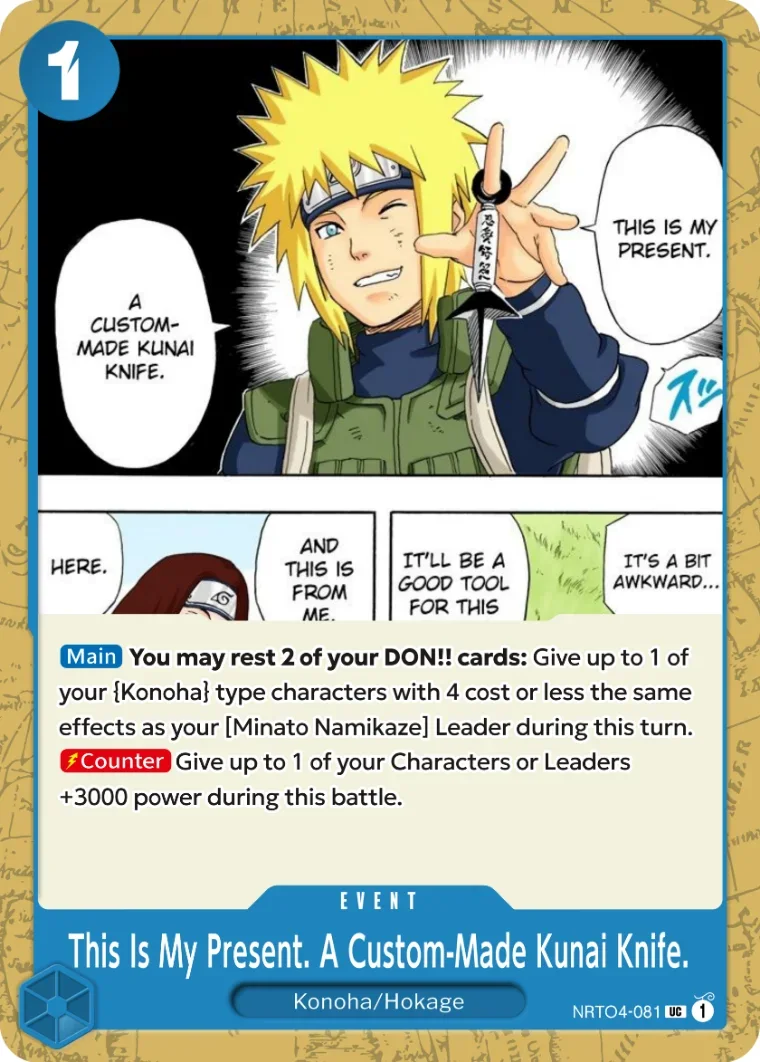 1
THIS IS MY
PRESENT.
A
CUSTOM-
MADE KUNAI
KNIFE.
HERE.
AND
THIS IS
FROM
ME.
IT'LL BE A
GOOD TOOL
FOR THIS
IT'S A BIT
AWKWARD...
Main You may rest 2 of your DON!! cards: Give up to 1 of
your {Konoha} type characters with 4 cost or less the same
effects as your [Minato Namikaze] Leader during this turn.
Counter Give up to 1 of your Characters or Leaders
+3000 power during this battle.
EVENT
This Is My Present. A Custom-Made Kunai Knife.
Konoha/Hokage
NRTO4-081 UC 1